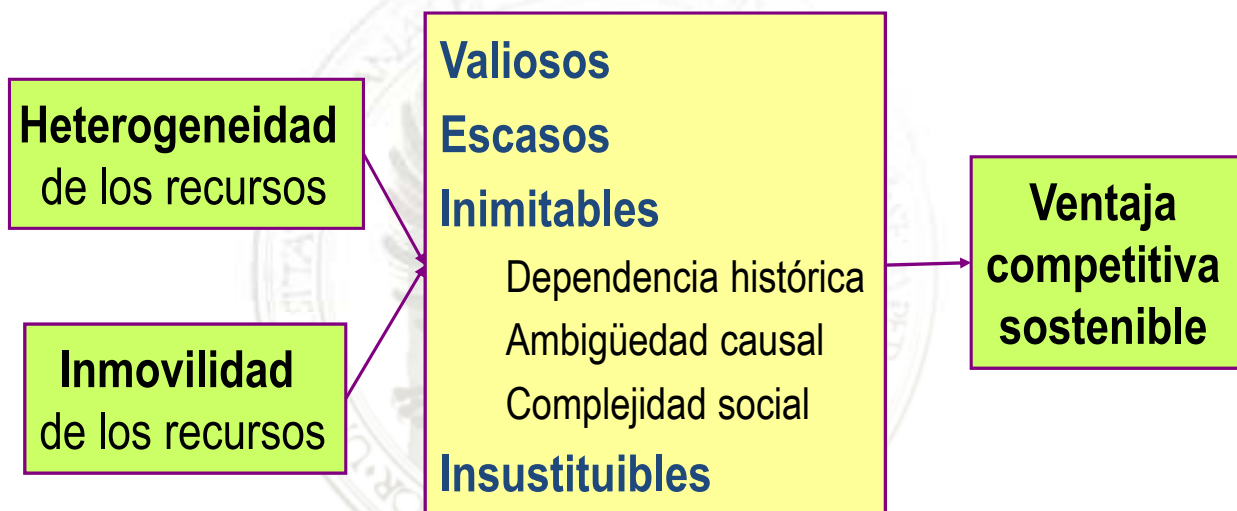 Heterogeneidad
de los recursos
Inmovilidad
de los recursos
Valiosos
Escasos
Inimitables
Dependencia histórica
Ambigüedad causal
Complejidad social
Insustituibles
Ventaja
competitiva
sostenible